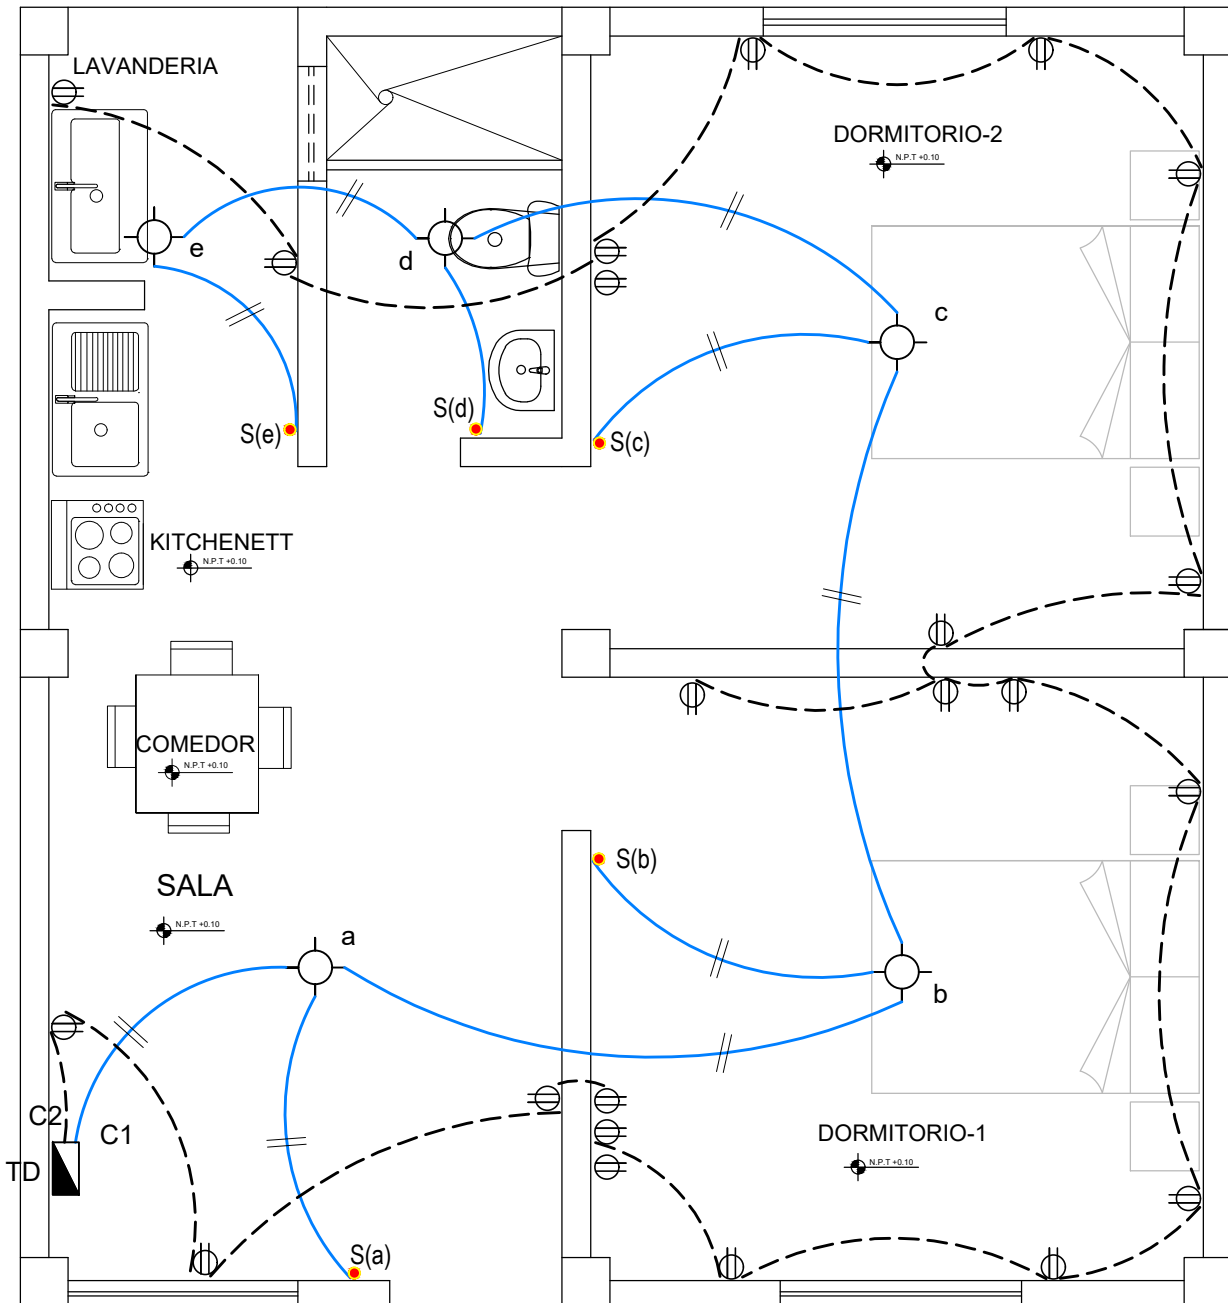 LAVANDERIA
DORMITORIO-2
N.P.T +0.10
e
d
c
S(e)
S(d)
S(c)
KITCHENETT
N.P.T +0.10
COMEDOR
N.P.T +0.10
S(b)
SALA
N.P.T +0.10
a
b
C2
C1
DORMITORIO-1
N.P.T +0.10
TD
S(a)